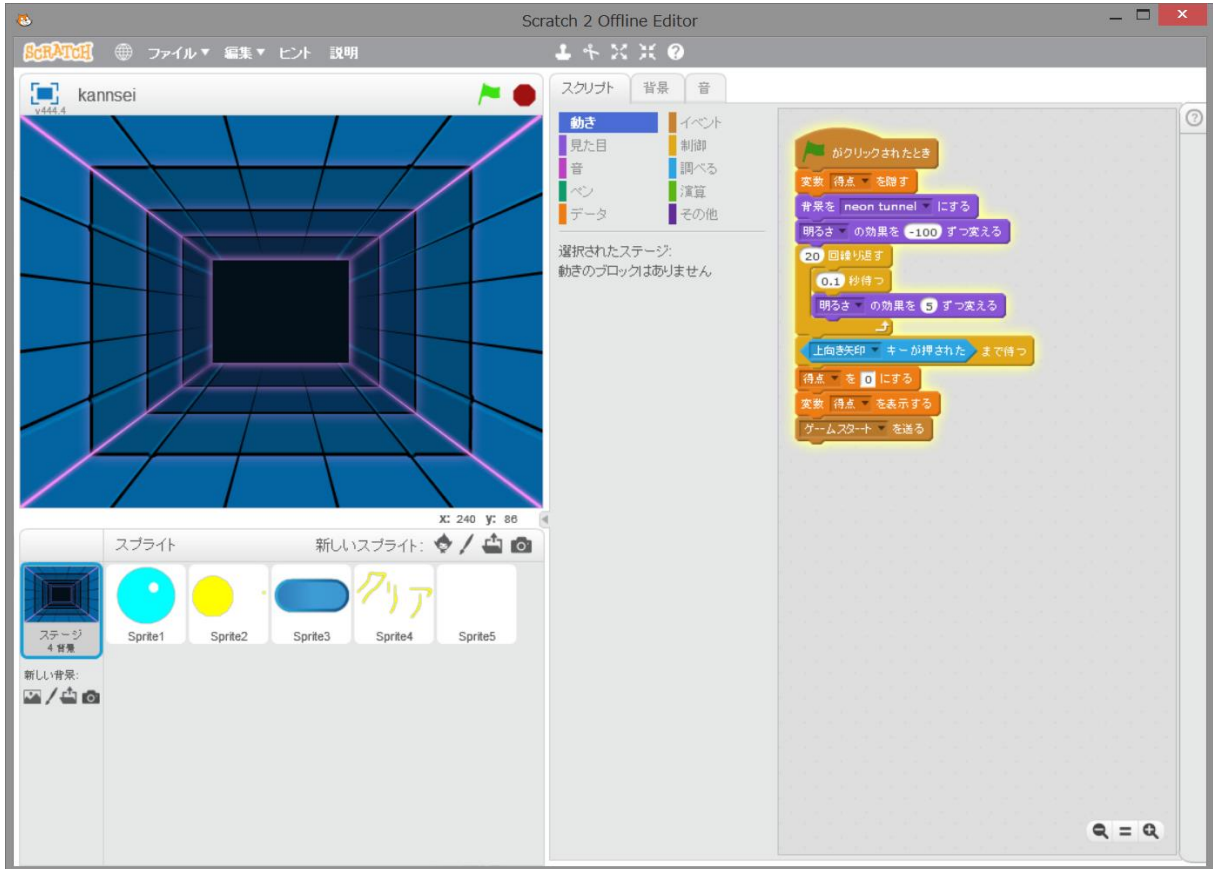 Scratch 2 Offline Editor
SCRATCH ファイル 編集 ヒント 説明
kannsei
v444.4
x: 240 y: 86
スプライト 新しいスプライト:
ステージ
4 背景
Sprite1 Sprite2 Sprite3 Sprite4 Sprite5
クリア
新しい背景:
スクリプト 背景 音
動き イベント
見た目 制御
音 調べる
ペン 演算
データ その他
選択されたステージ:
動きのブロックはありません
がクリックされたとき
変数 得点 を隠す
背景を neon tunnel にする
明るさ の効果を -100 ずつ変える
20 回繰り返す
0.1 秒待つ
明るさ の効果を 5 ずつ変える
上向き矢印 キーが押された まで待つ
得点 を 0 にする
変数 得点 を表示する
ゲームスタート を送る